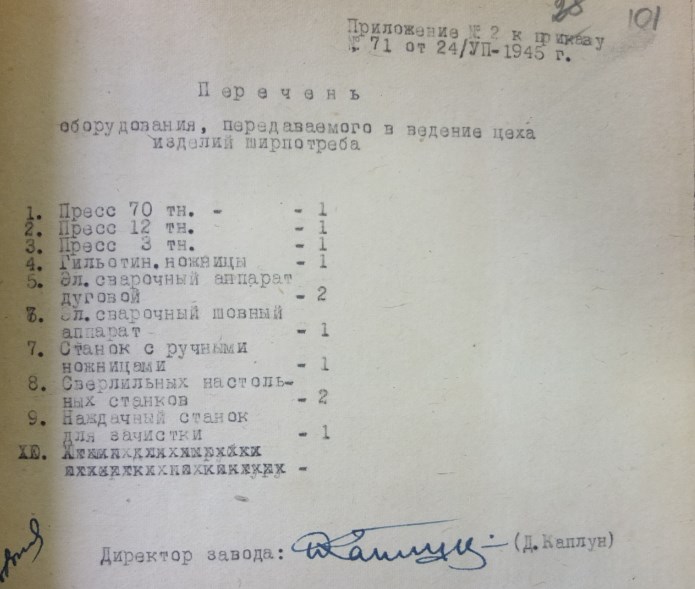 28 101
Приложение № 2 к приказу
№ 71 от 24/УП-1945 г.
Перечень
оборудования, передаваемого в ведение цеха
изделий ширпотреба
1. Пресс 70 тн. - - 1
2. Пресс 12 тн. - 1
3. Пресс 3 тн. - 1
4. Гильотин.ножницы - 1
5. Эл.сварочный аппарат
дуговой - 2
6. Эл.сварочный шовный
аппарат - 1
7. Станок с ручными
ножницами - 1
8. Сверлильных настоль-
ных станков - 2
9. Наждачный станок
для зачистки - 1
Директор завода: (Д.Каплун)